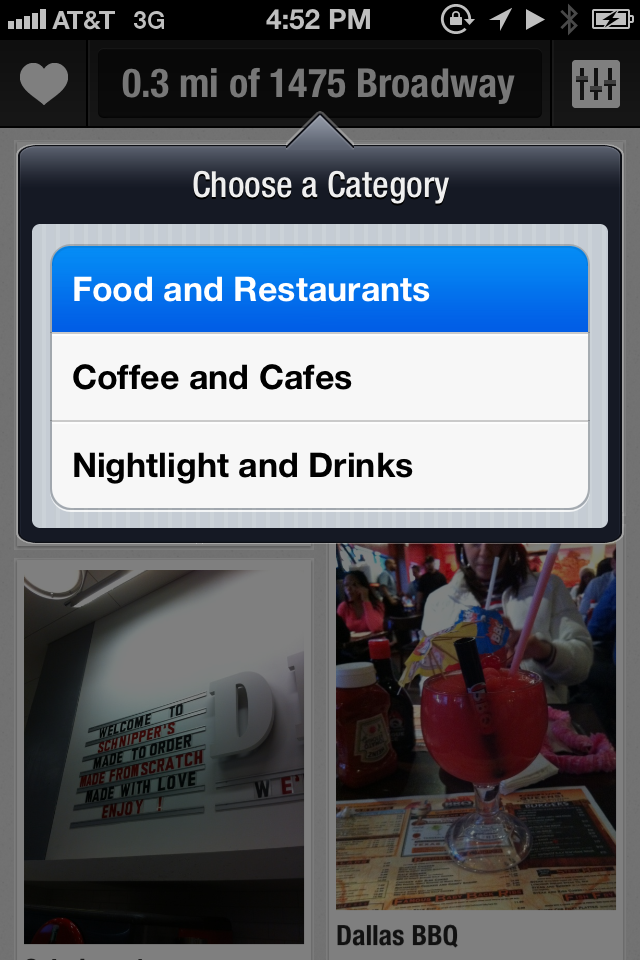 AT&T 3G 4:52 PM
0.3 mi of 1475 Broadway
Choose a Category
Food and Restaurants
Coffee and Cafes
Nightlight and Drinks
WELCOME TO
SCHNIPPER'S
MADE TO ORDER
MADE FROM SCRATCH
MADE WITH LOVE
ENJOY !
D
WE'
BBQ
BURGERS
Dallas BBQ